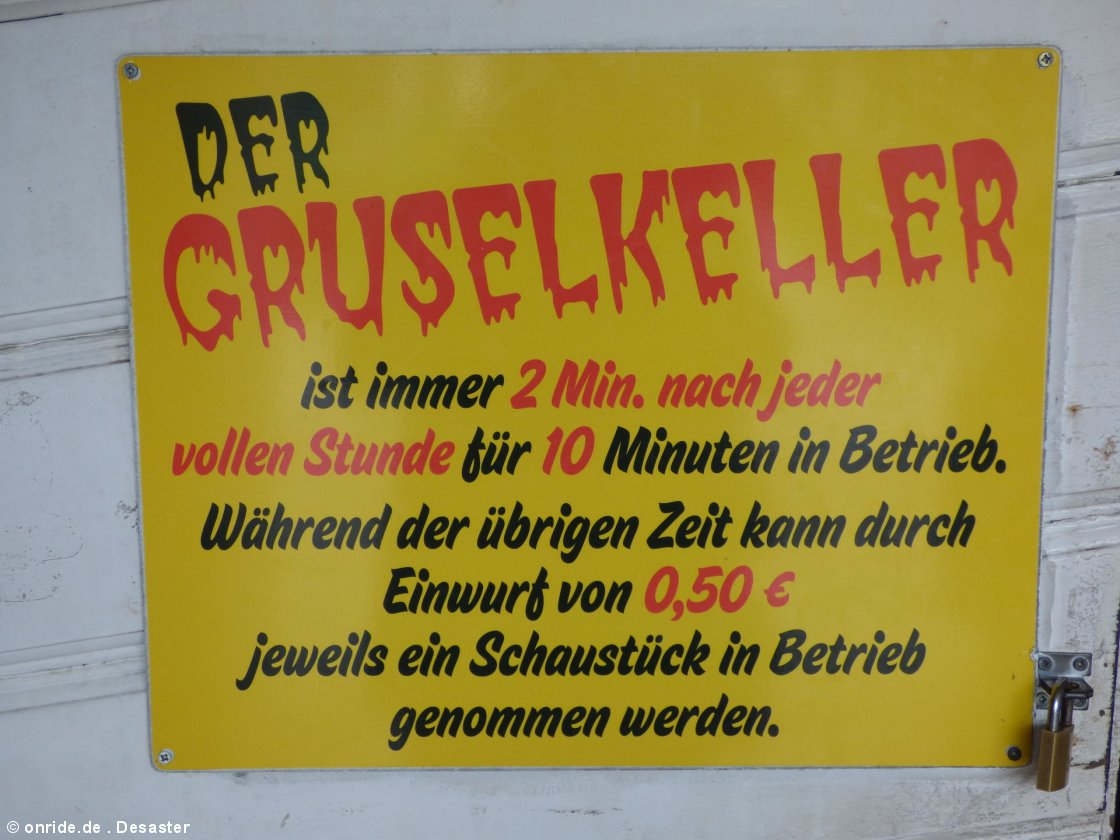 DER
GRUSELKELLER
ist immer 2 Min. nach jeder
vollen Stunde für 10 Minuten in Betrieb.
Während der übrigen Zeit kann durch
Einwurf von 0,50 €
jeweils ein Schaustück in Betrieb
genommen werden.
© onride.de . Desaster